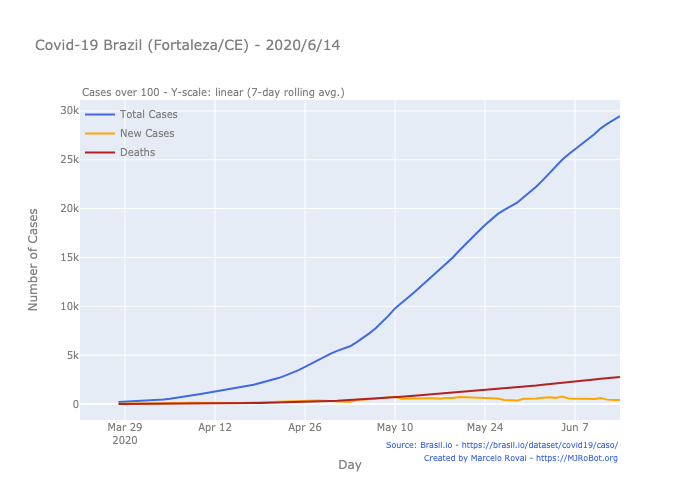 Covid-19 Brazil (Fortaleza/CE) - 2020/6/14
Cases over 100 - Y-scale: linear (7-day rolling avg.)
Total Cases
New Cases
Deaths
30k
25k
20k
15k
10k
5k
0
Number of Cases
Mar 29
2020
Apr 12
Apr 26
May 10
May 24
Jun 7
Day
Source: Brasil.io - https://brasil.io/dataset/covid19/caso/
Created by Marcelo Rovai - https://MJRoBot.org